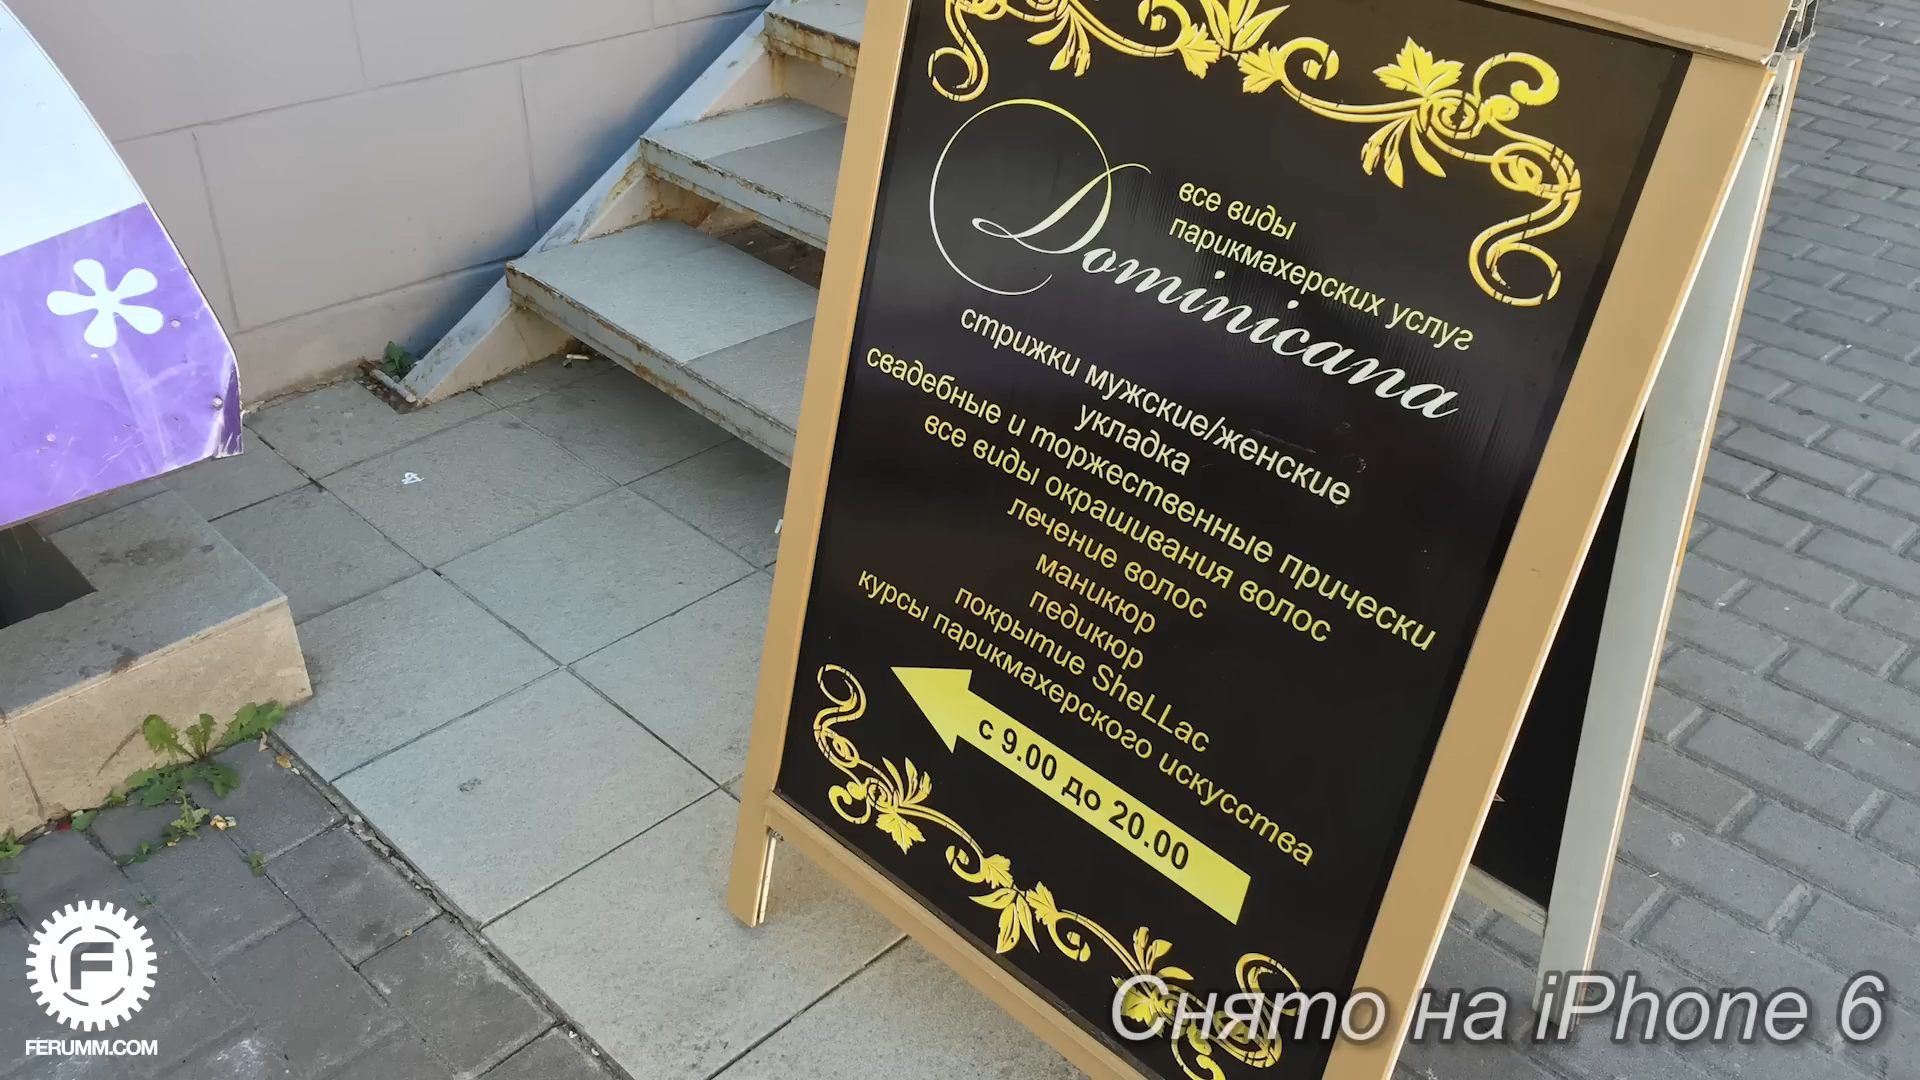 все виды
парикмахерских услуг
Dominicana
стрижки мужские/женские
укладка
свадебные и торжественные прически
все виды окрашивания волос
лечение волос
маникюр
педикюр
покрытие SheLLac
курсы парикмахерского искусства
с 9.00 до 20.00
Снято на iPhone 6
F
FERUMM.COM